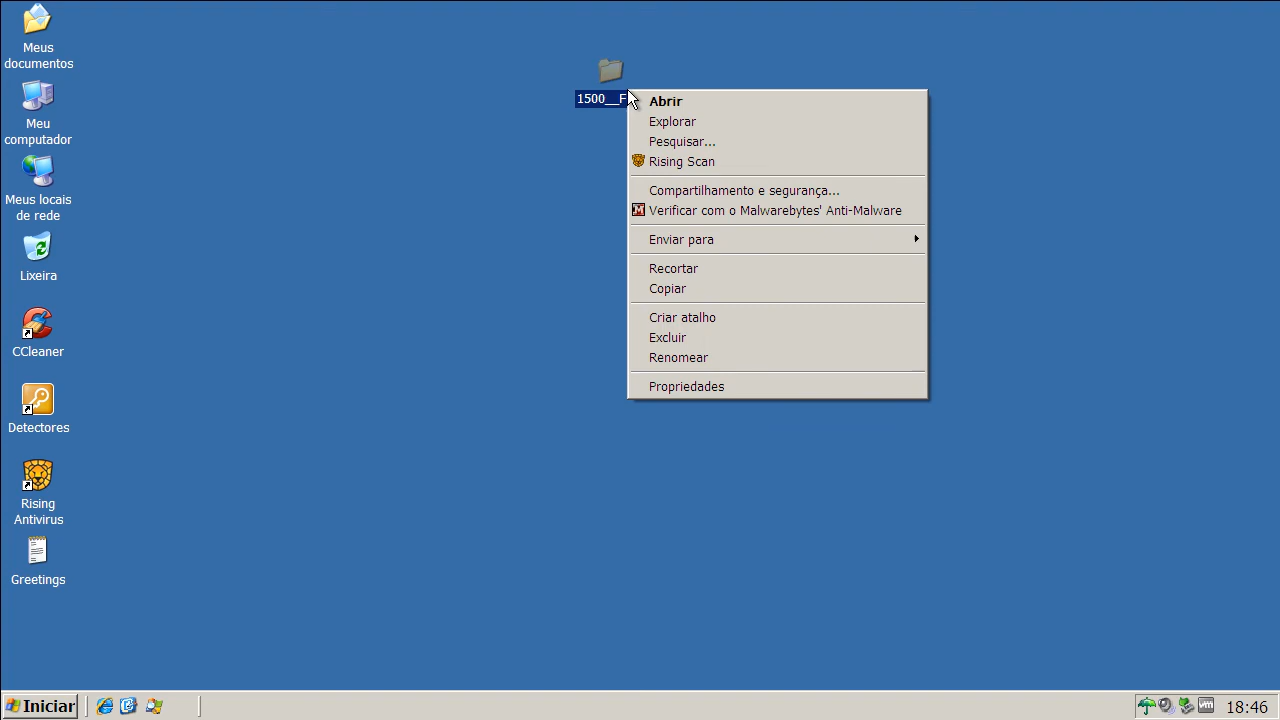 Meus
documentos
Meu
computador
Meus locais
de rede
Lixeira
CCleaner
Detectores
Rising
Antivirus
Greetings
1500__F
Abrir
Explorar
Pesquisar...
Rising Scan
Compartilhamento e segurança...
Verificar com o Malwarebytes' Anti-Malware
Enviar para
Recortar
Copiar
Criar atalho
Excluir
Renomear
Propriedades
Iniciar
vm
18:46